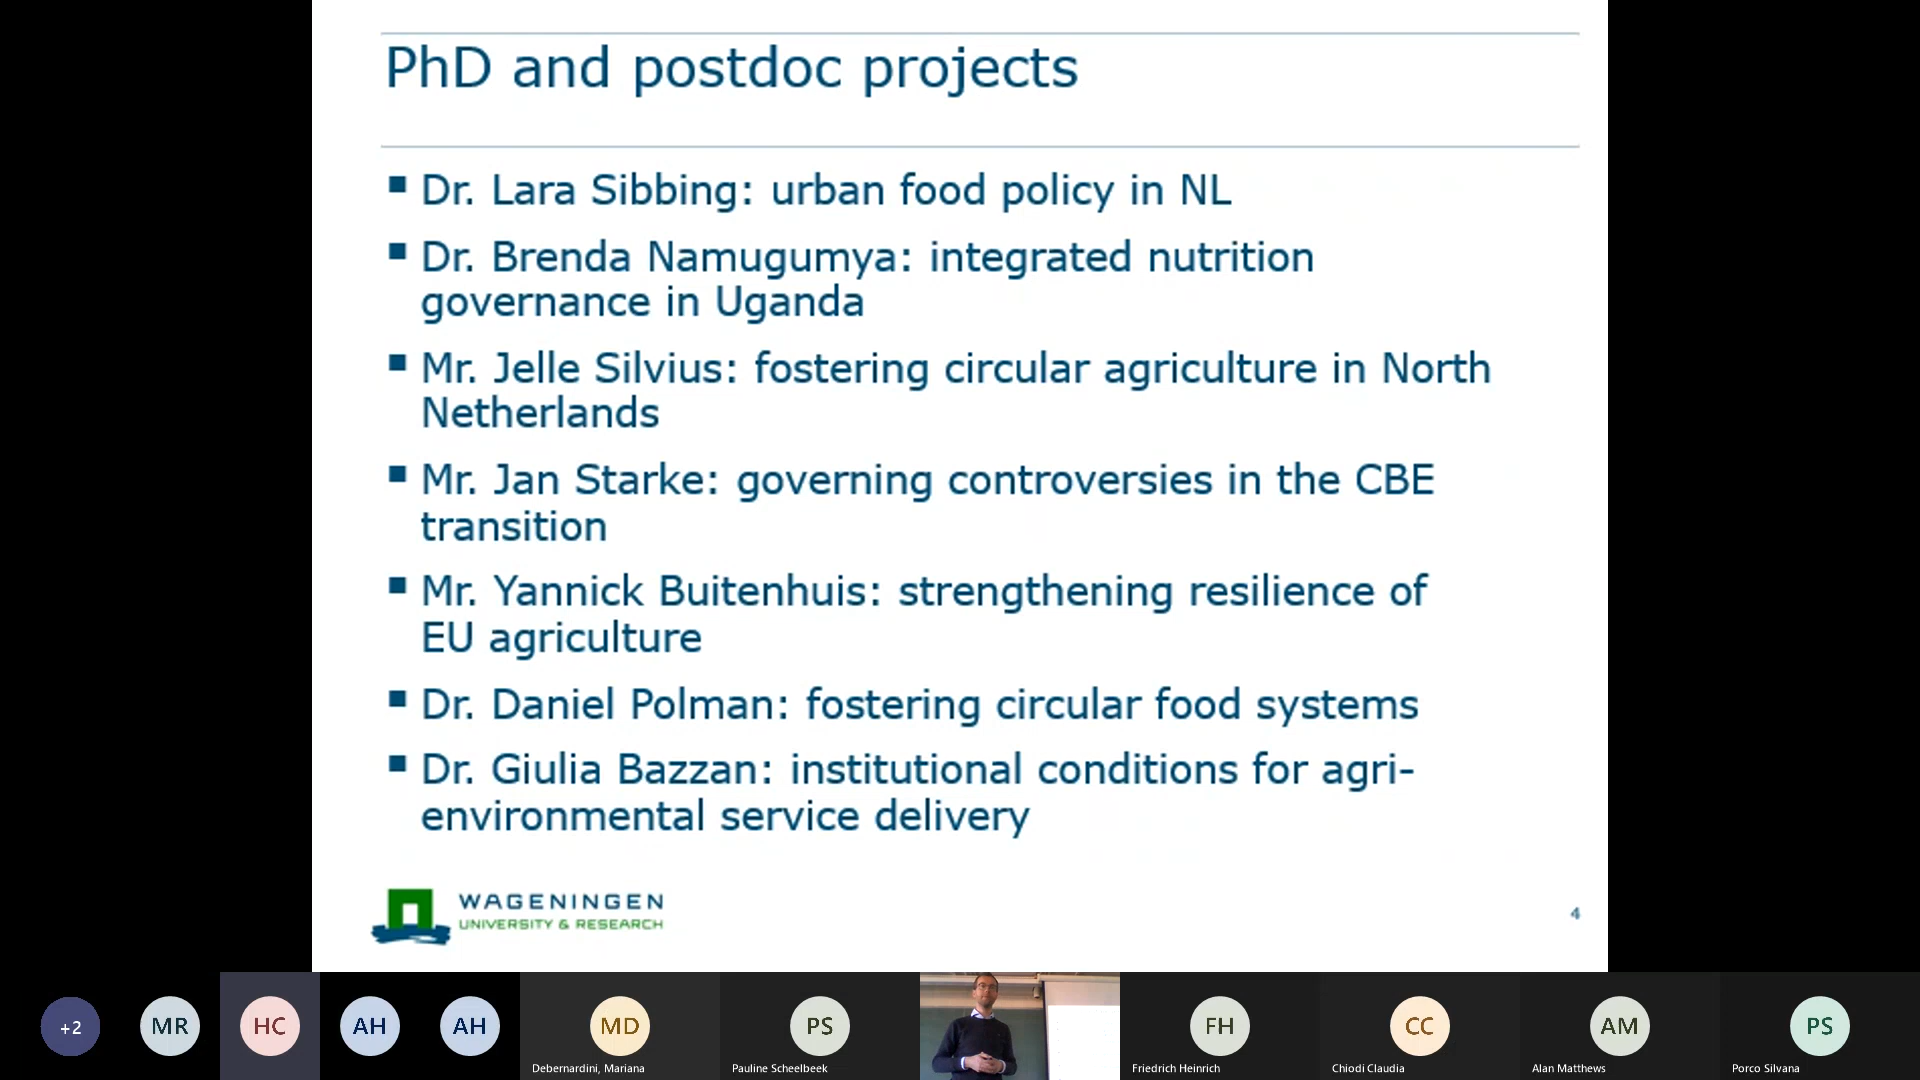 PhD and postdoc projects
Dr. Lara Sibbing: urban food policy in NL
Dr. Brenda Namugumya: integrated nutrition
governance in Uganda
Mr. Jelle Silvius: fostering circular agriculture in North
Netherlands
Mr. Jan Starke: governing controversies in the CBE
transition
Mr. Yannick Buitenhuis: strengthening resilience of
EU agriculture
Dr. Daniel Polman: fostering circular food systems
Dr. Giulia Bazzan: institutional conditions for agri-
environmental service delivery
WAGENINGEN
UNIVERSITY & RESEARCH
4
+2
MR
HC
AH
AH
MD
Debernardini, Mariana
PS
Pauline Scheelbeek
FH
Friedrich Heinrich
CC
Chiodi Claudia
AM
Alan Matthews
PS
Porco Silvana